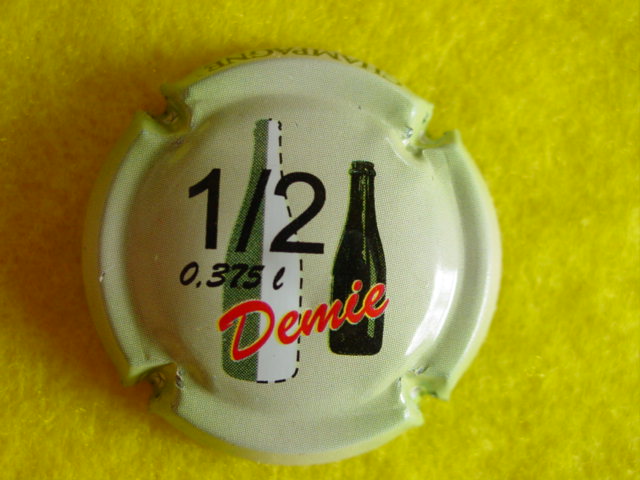 CHAMPAGNE
1/2
0,375 l
Demie